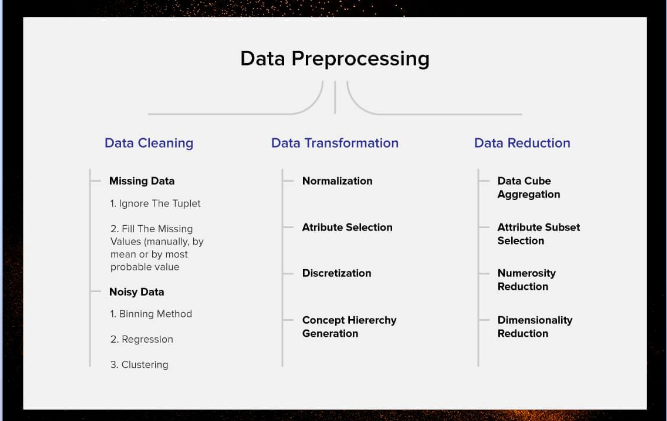 Data Preprocessing
Data Cleaning
Missing Data
1. Ignore The Tuplet
2. Fill The Missing
Values (manually, by
mean or by most
probable value
Noisy Data
1. Binning Method
2. Regression
3. Clustering
Data Transformation
Normalization
Atribute Selection
Discretization
Concept Hiererchy
Generation
Data Reduction
Data Cube
Aggregation
Attribute Subset
Selection
Numerosity
Reduction
Dimensionality
Reduction